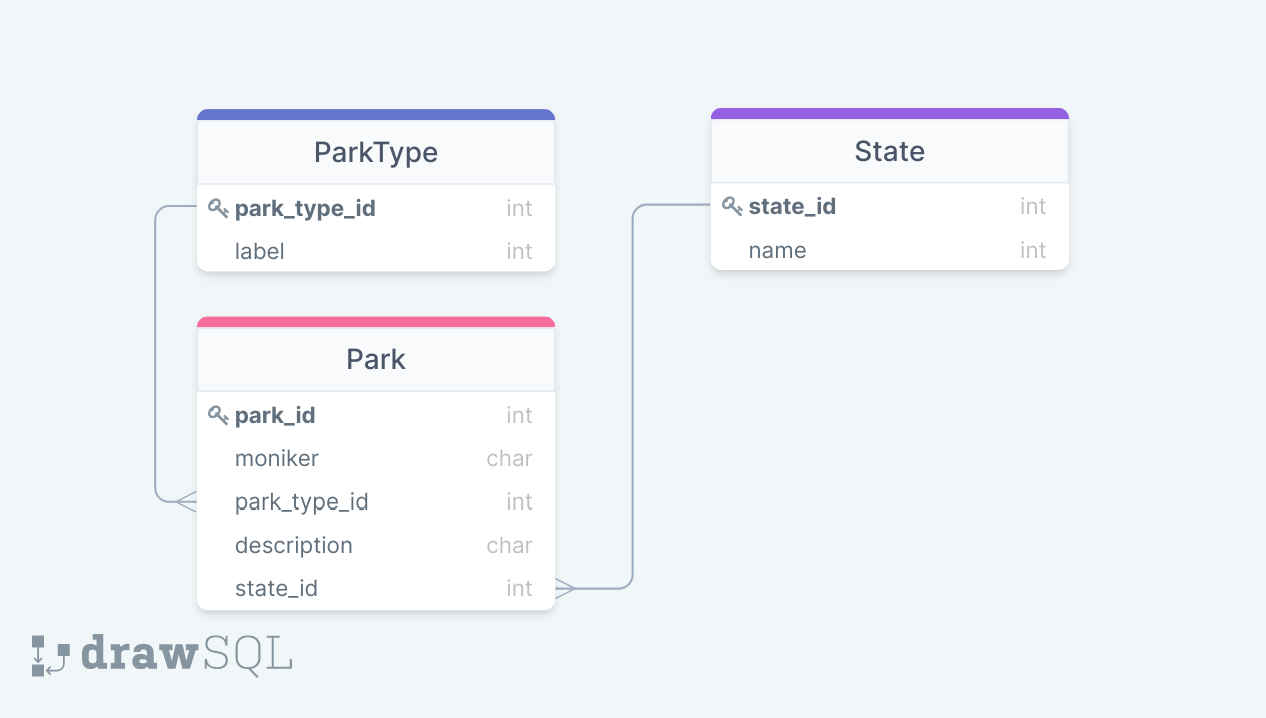 ParkType
park_type_id int
label int
State
state_id int
name int
Park
park_id int
moniker char
park_type_id int
description char
state_id int
drawSQL